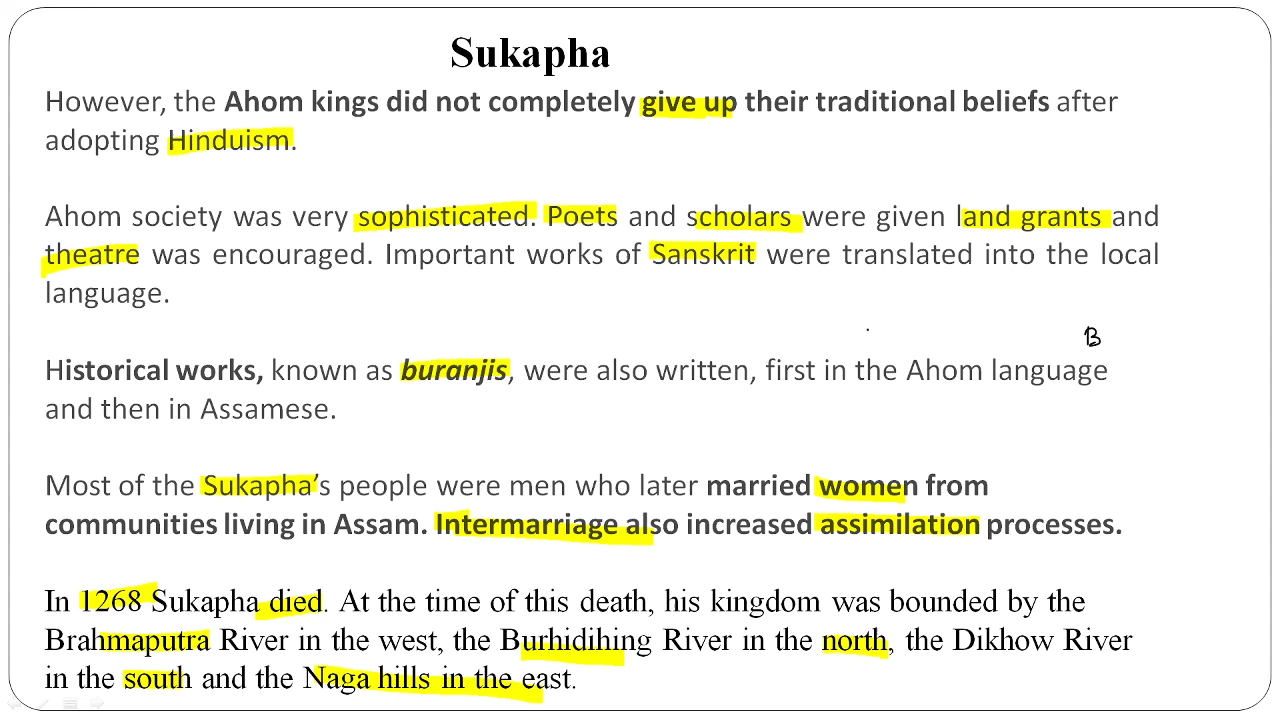 Sukapha
However, the Ahom kings did not completely give up their traditional beliefs after
adopting Hinduism.
Ahom society was very sophisticated. Poets and scholars were given land grants and
theatre was encouraged. Important works of Sanskrit were translated into the local
language.
B
Historical works, known as buranjis, were also written, first in the Ahom language
and then in Assamese.
Most of the Sukapha's people were men who later married women from
communities living in Assam. Intermarriage also increased assimilation processes.
In 1268 Sukapha died. At the time of this death, his kingdom was bounded by the
Brahmaputra River in the west, the Burhidihing River in the north, the Dikhow River
in the south and the Naga hills in the east.